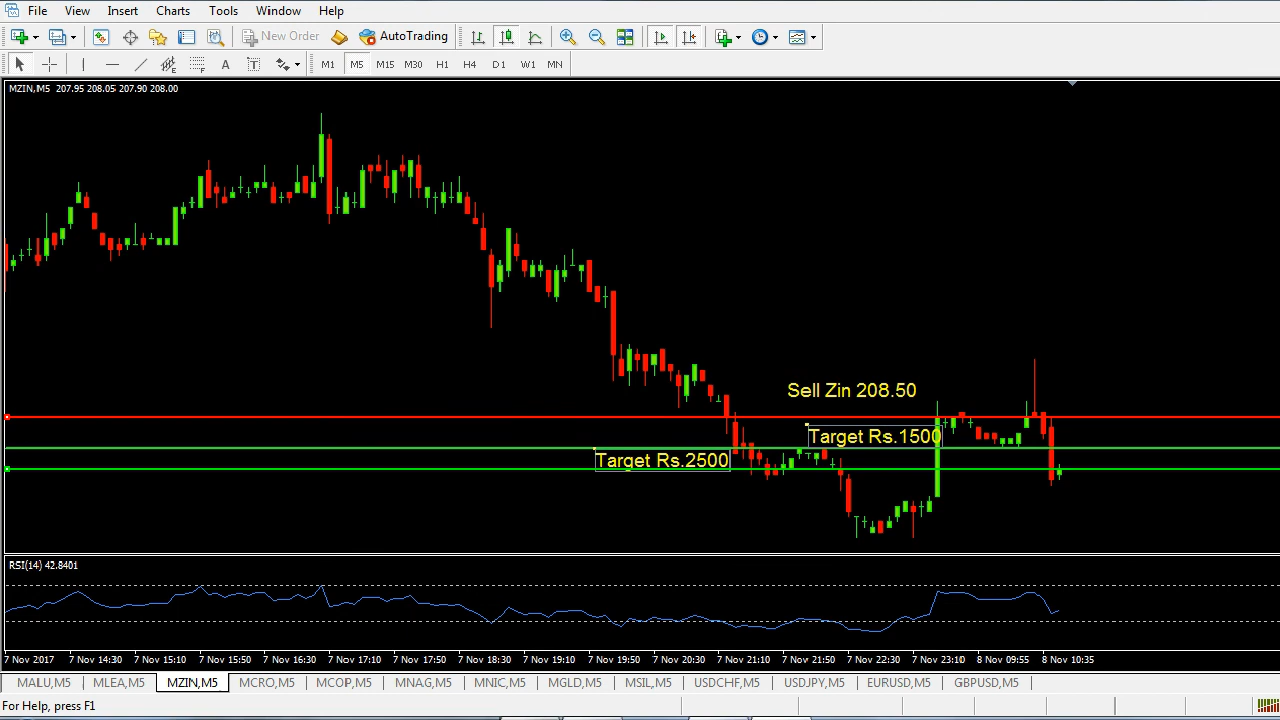 File View Insert Charts Tools Window Help
New Order AutoTrading
A T M1 M5 M15 M30 H1 H4 D1 W1 MN
MZIN,M5 207.95 208.05 207.90 208.00
Sell Zin 208.50
Target Rs.1500
Target Rs.2500
RSI(14) 42.8401
7 Nov 2017 7 Nov 14:30 7 Nov 15:10 7 Nov 15:50 7 Nov 16:30 7 Nov 17:10 7 Nov 17:50 7 Nov 18:30 7 Nov 19:10 7 Nov 19:50 7 Nov 20:30 7 Nov 21:10 7 Nov 21:50 7 Nov 22:30 7 Nov 23:10 8 Nov 09:55 8 Nov 10:35
MALU,M5 MLEA,M5 MZIN,M5 MCRO,M5 MCOP,M5 MNAG,M5 MNIC,M5 MGLD,M5 MSIL,M5 USDCHF,M5 USDJPY,M5 EURUSD,M5 GBPUSD,M5
For Help, press F1